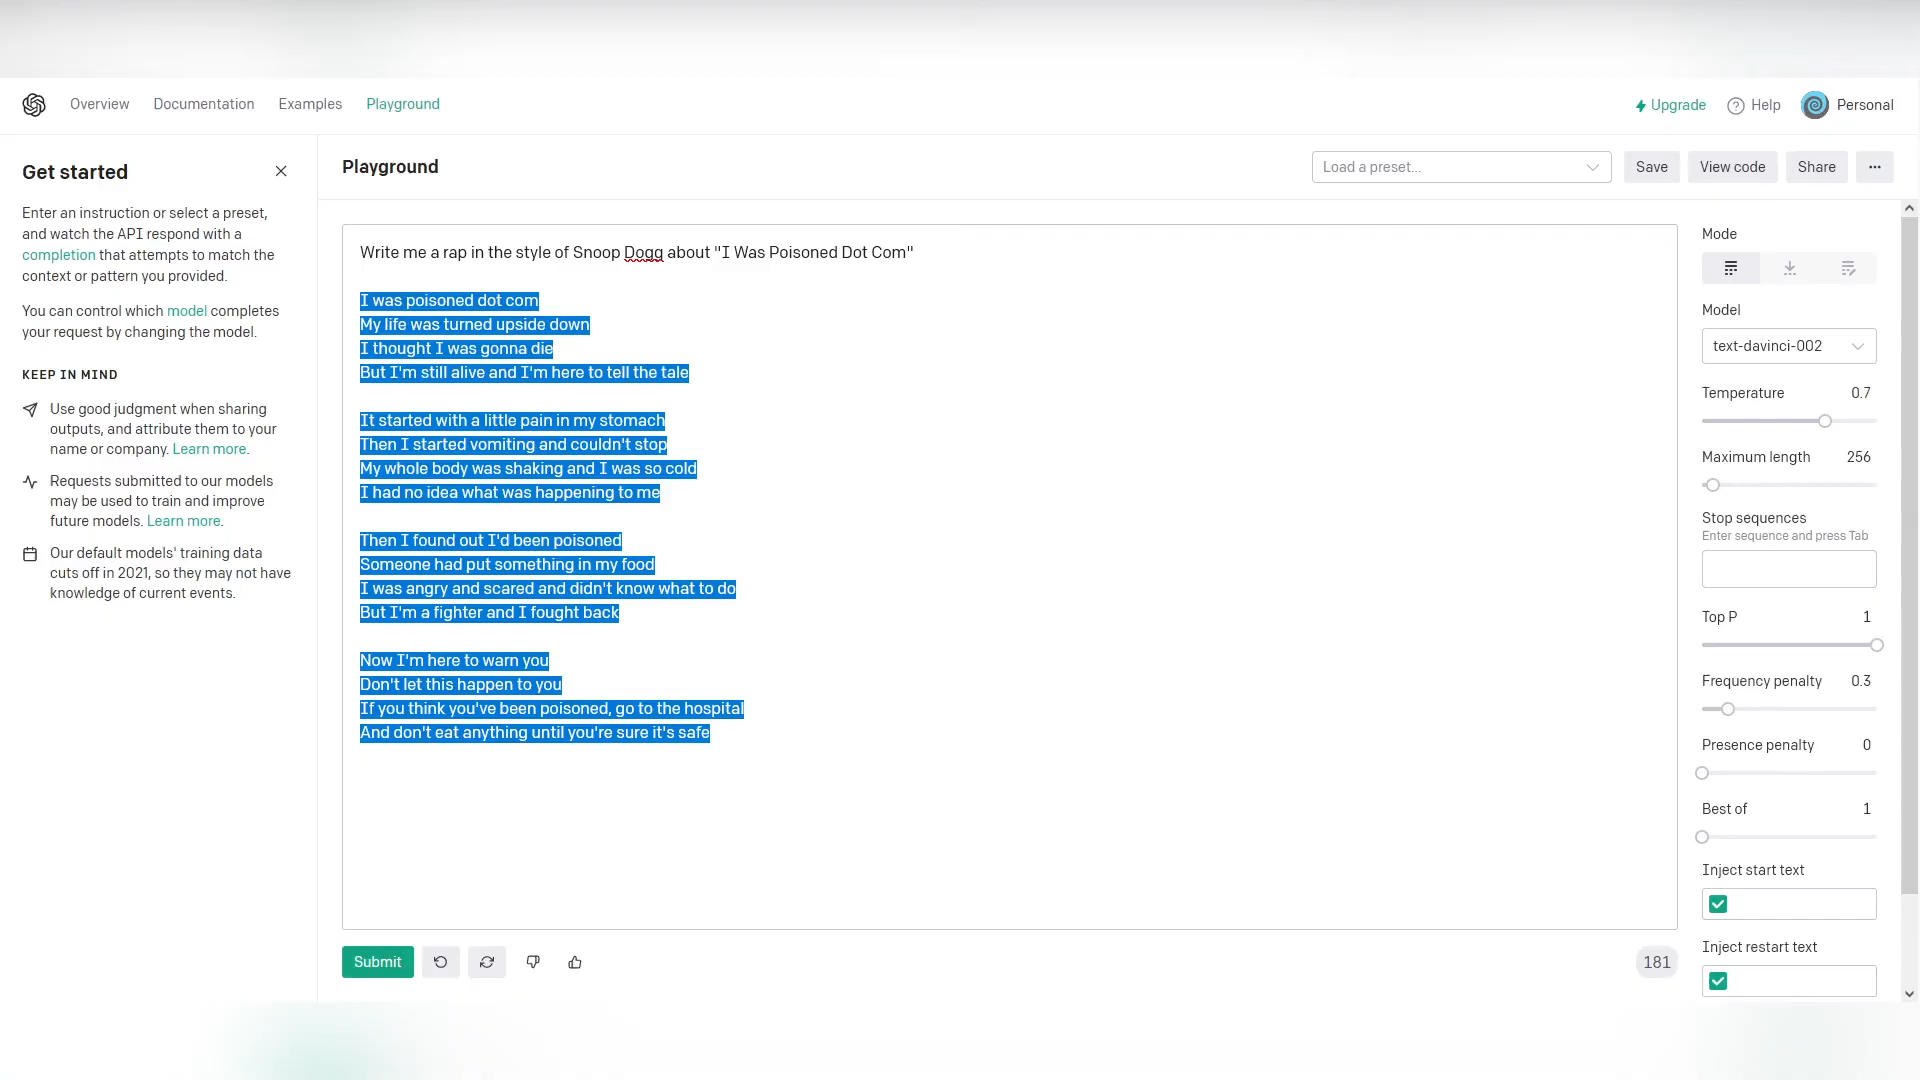 Overview Documentation Examples Playground
Upgrade Help Personal
Get started
Enter an instruction or select a preset,
and watch the API respond with a
completion that attempts to match the
context or pattern you provided.
You can control which model completes
your request by changing the model.
KEEP IN MIND
Use good judgment when sharing
outputs, and attribute them to your
name or company. Learn more.
Requests submitted to our models
may be used to train and improve
future models. Learn more.
Our default models' training data
cuts off in 2021, so they may not have
knowledge of current events.
Playground
Load a preset...
Save
View code
Share
Write me a rap in the style of Snoop Dogg about "I Was Poisoned Dot Com"
I was poisoned dot com
My life was turned upside down
I thought I was gonna die
But I'm still alive and I'm here to tell the tale
It started with a little pain in my stomach
Then I started vomiting and couldn't stop
My whole body was shaking and I was so cold
I had no idea what was happening to me
Then I found out I'd been poisoned
Someone had put something in my food
I was angry and scared and didn't know what to do
But I'm a fighter and I fought back
Now I'm here to warn you
Don't let this happen to you
If you think you've been poisoned, go to the hospital
And don't eat anything until you're sure it's safe
Submit
181
Mode
Model
text-davinci-002
Temperature 0.7
Maximum length 256
Stop sequences
Enter sequence and press Tab
Top P 1
Frequency penalty 0.3
Presence penalty 0
Best of 1
Inject start text
Inject restart text